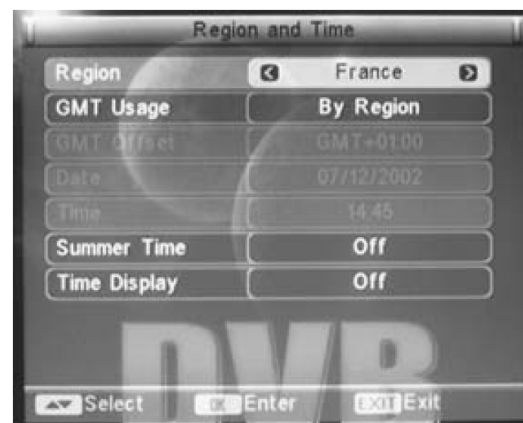 Region and Time
Region France
GMT Usage By Region
GMT Offset GMT+01:00
Date 07/12/2002
Time 14:45
Summer Time Off
Time Display Off
DVB
Select OK Enter EXIT Exit